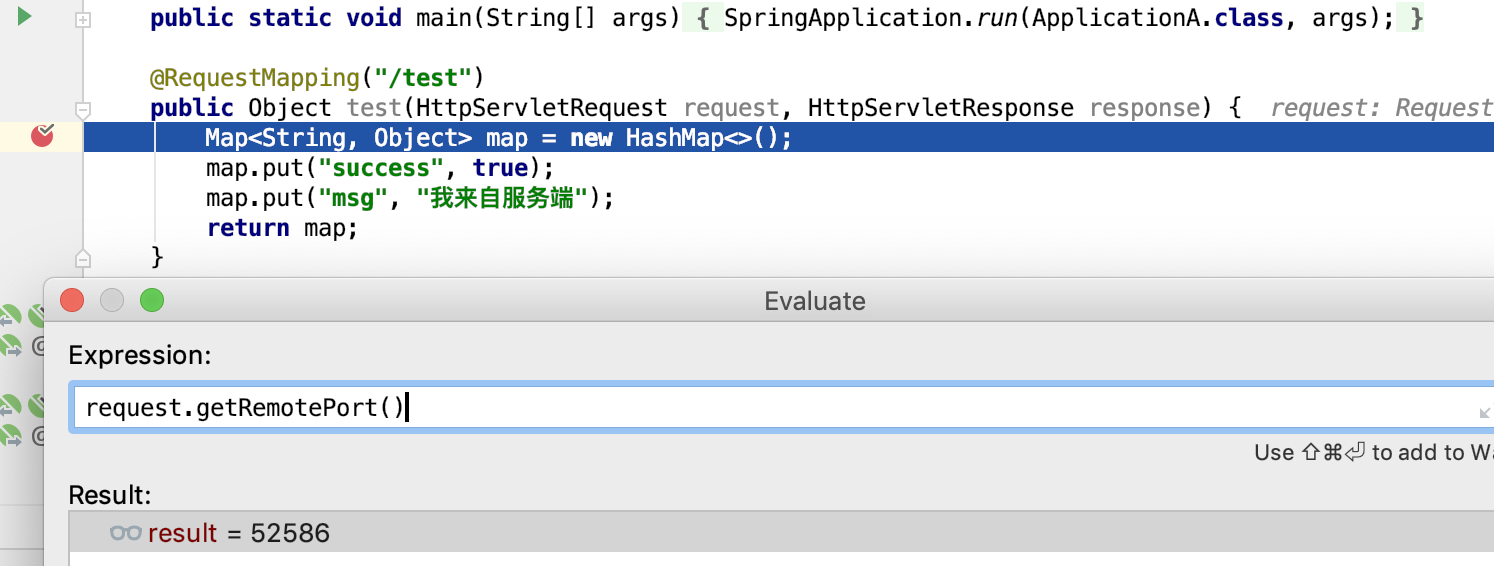 public static void main(String[] args) { SpringApplication.run(ApplicationA.class, args); }
@RequestMapping("/test")
public Object test(HttpServletRequest request, HttpServletResponse response) { request: Request
Map<String, Object> map = new HashMap<>();
map.put("success", true);
map.put("msg", "我来自服务端");
return map;
}
Evaluate
Expression:
request.getRemotePort()
Use ⇧⌘⏎ to add to Wa
Result:
result = 52586